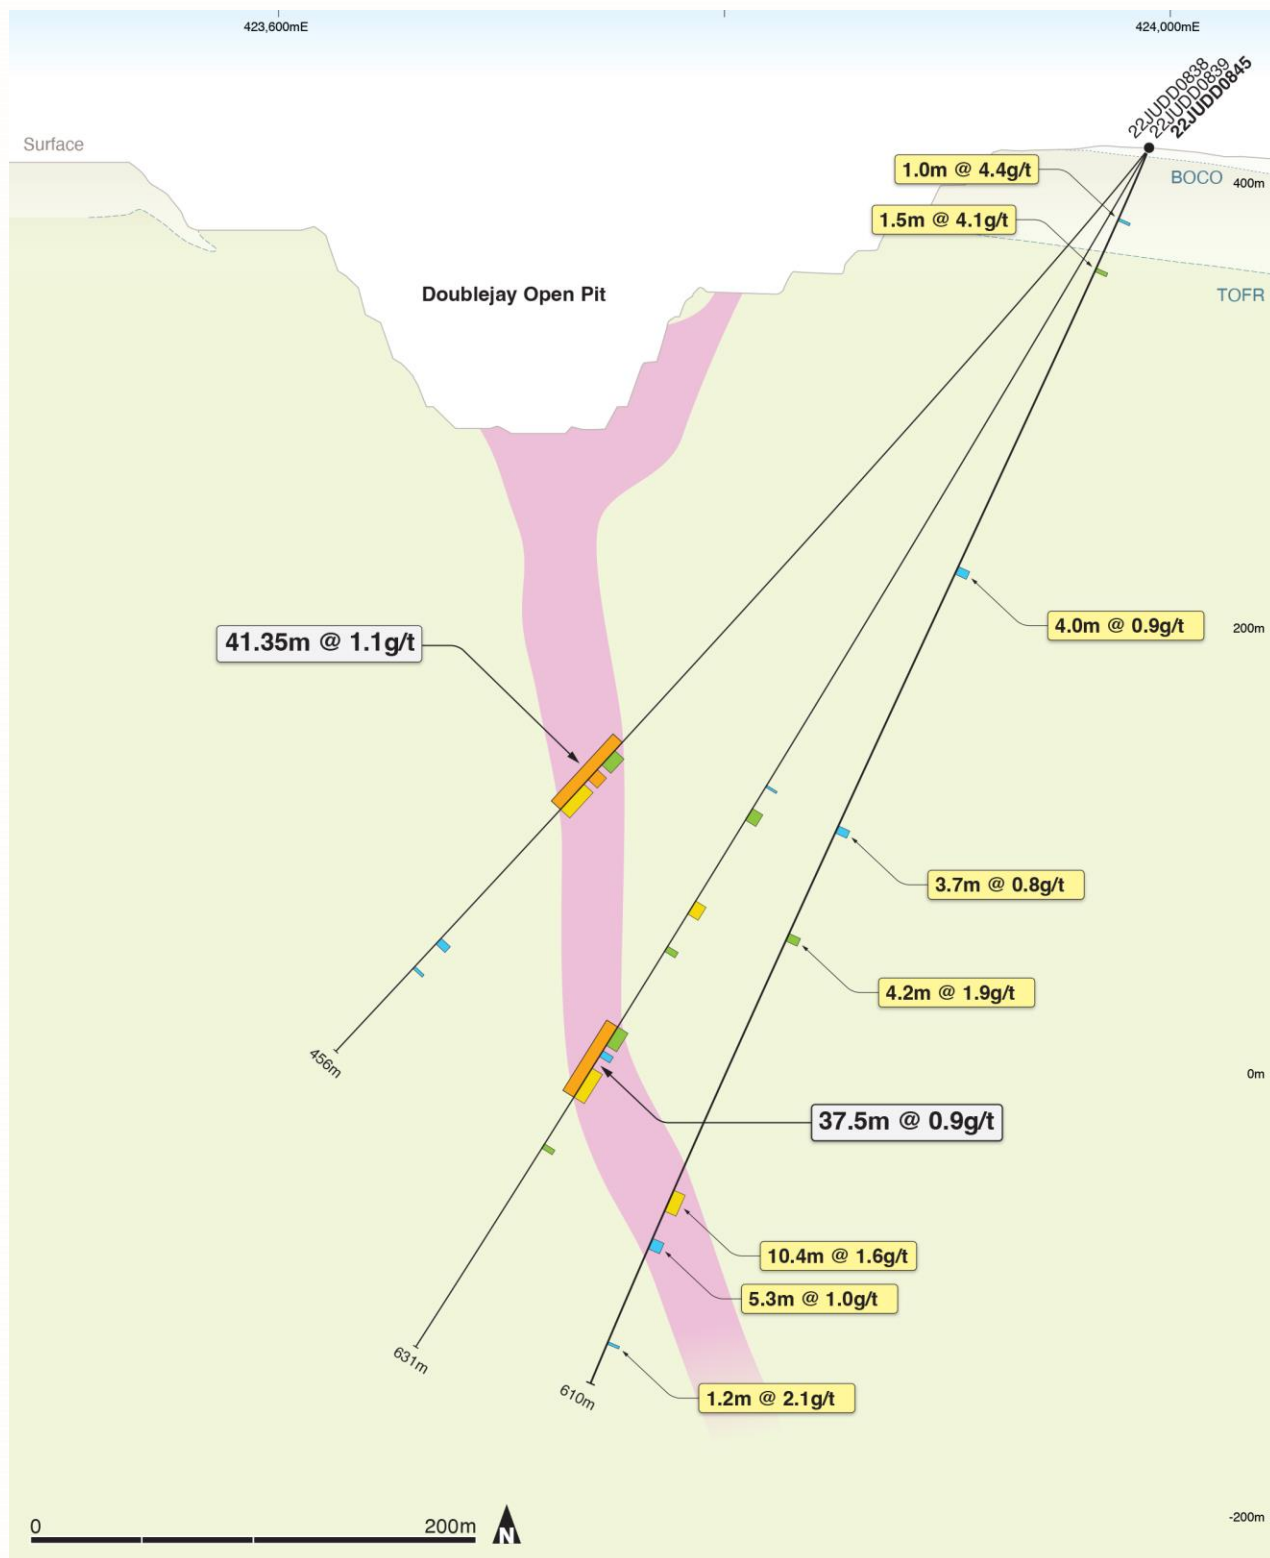 423,600mE
424,000mE
22JUDD0838
22JUDD0839
22JUDD0845
Surface
1.0m @ 4.4g/t
BOCO
400m
1.5m @ 4.1g/t
Doublejay Open Pit
TOFR
4.0m @ 0.9g/t
200m
41.35m @ 1.1g/t
3.7m @ 0.8g/t
4.2m @ 1.9g/t
456m
0m
37.5m @ 0.9g/t
10.4m @ 1.6g/t
5.3m @ 1.0g/t
631m
610m
1.2m @ 2.1g/t
0
200m
N
-200m